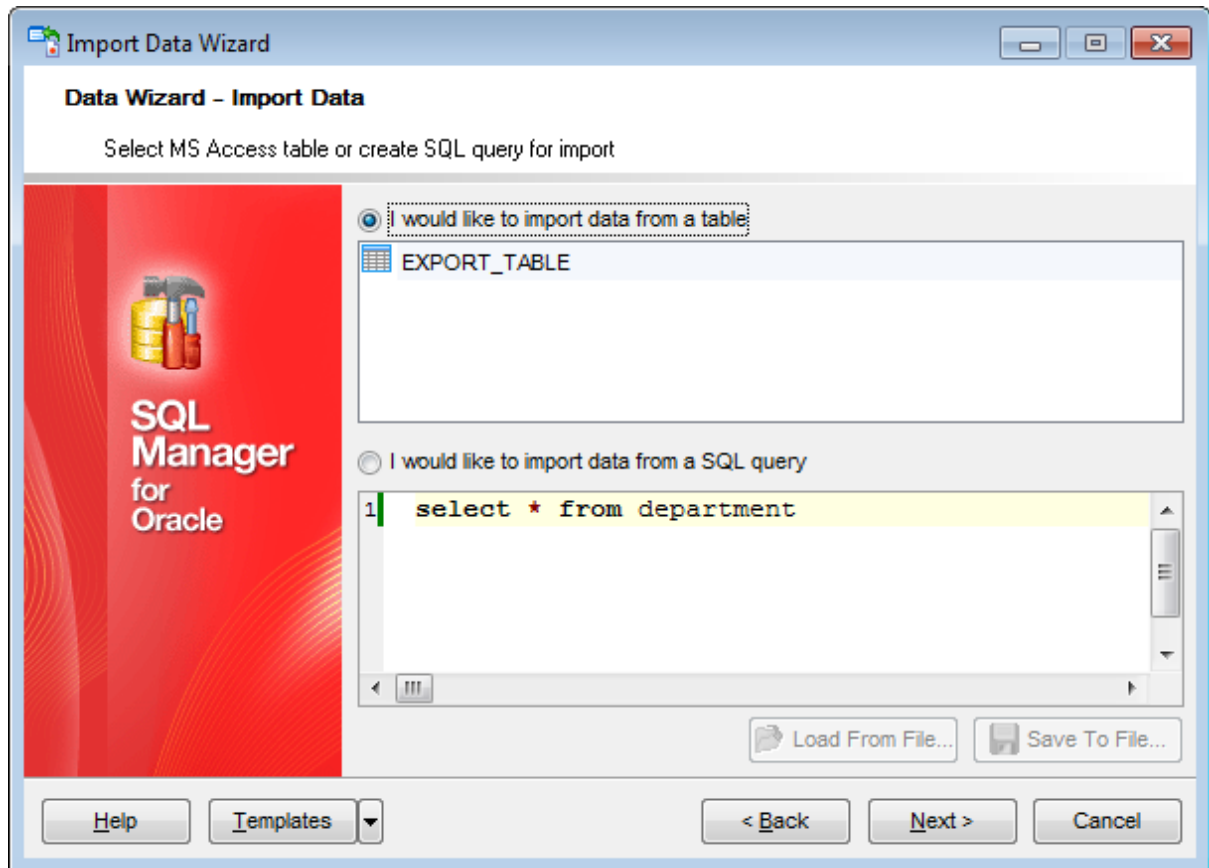 Import Data Wizard
Data Wizard – Import Data
Select MS Access table or create SQL query for import
I would like to import data from a table
EXPORT_TABLE
SQL
Manager
for
Oracle
I would like to import data from a SQL query
1 select * from department
Load From File...
Save To File...
Help
Templates
< Back
Next >
Cancel